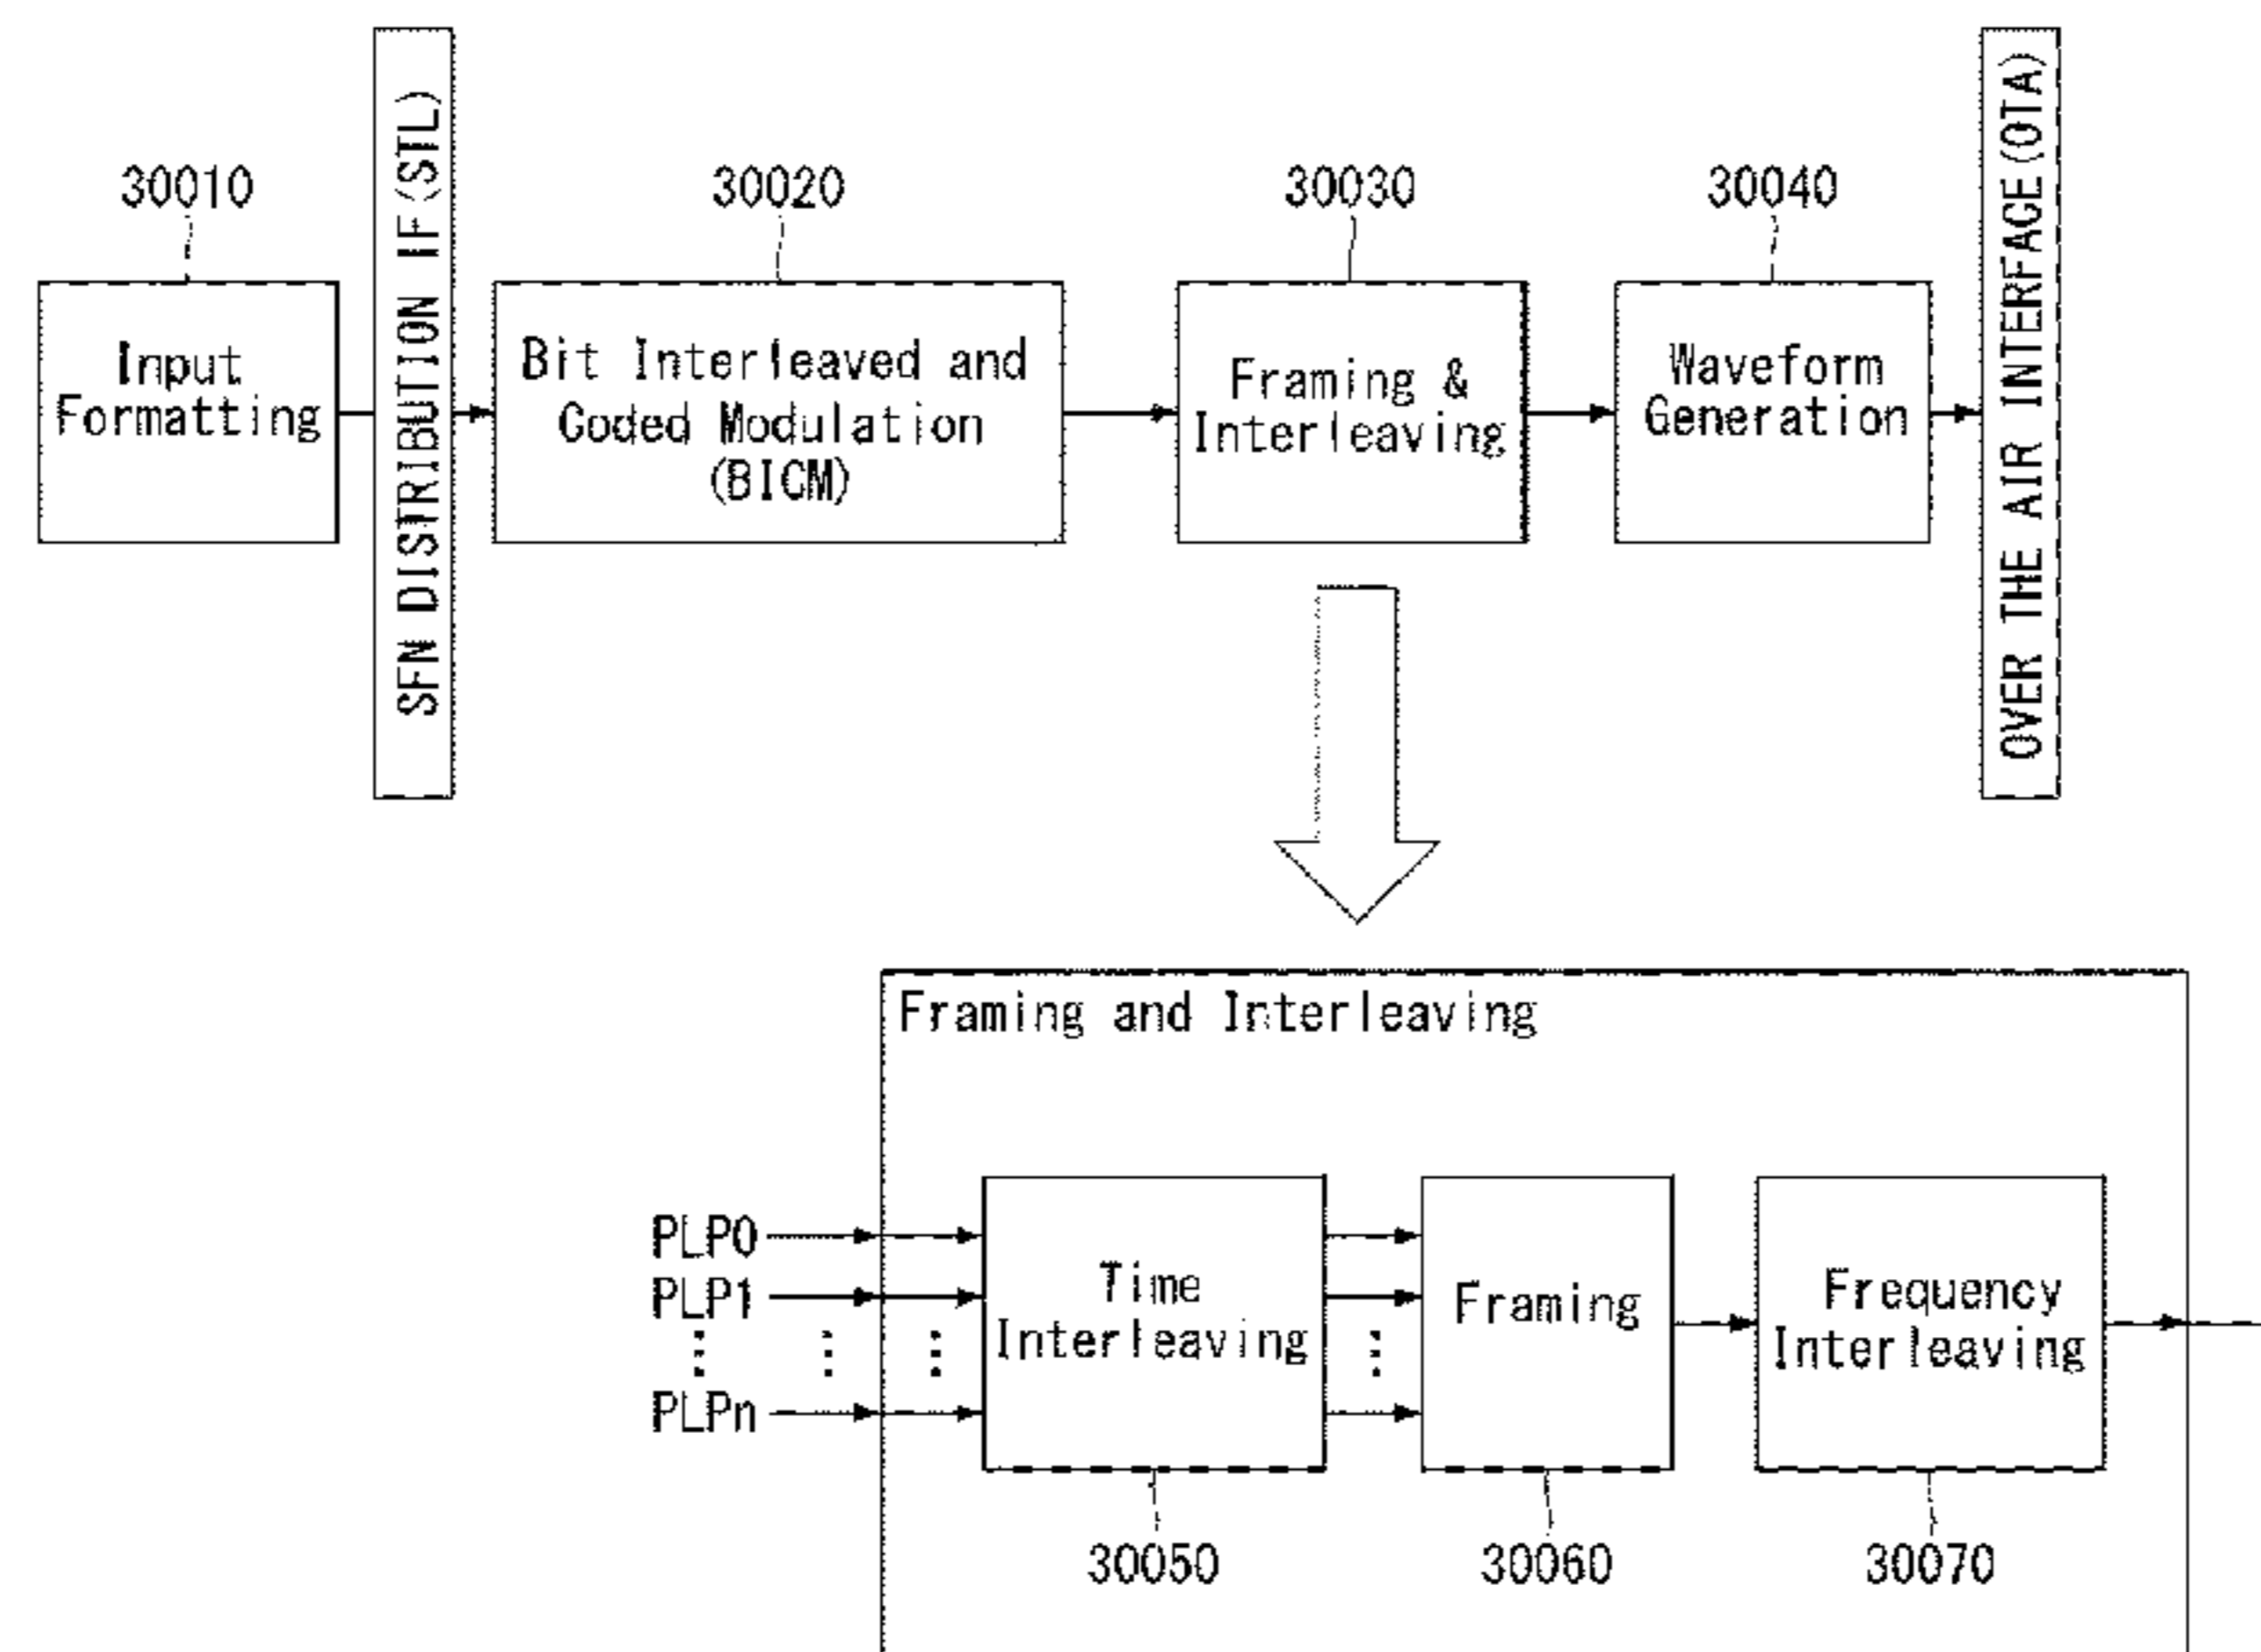 30010
30020
30030
30040
Input
Formatting
SFN DISTRIBUTION IF(STL)
Bit Interleaved and
Coded Modulation
(BICM)
Framing &
Interleaving
Waveform
Generation
OVER THE AIR INTERFACE(OTA)
Framing and Interleaving
PLP0
PLP1
PLPn
Time
Interleaving
Framing
Frequency
Interleaving
30050
30060
30070